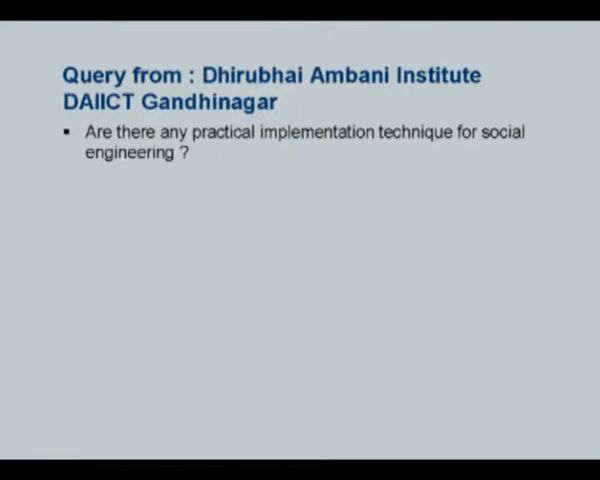 Query from : Dhirubhai Ambani Institute
DAIICT Gandhinagar
▪ Are there any practical implementation technique for social
engineering ?